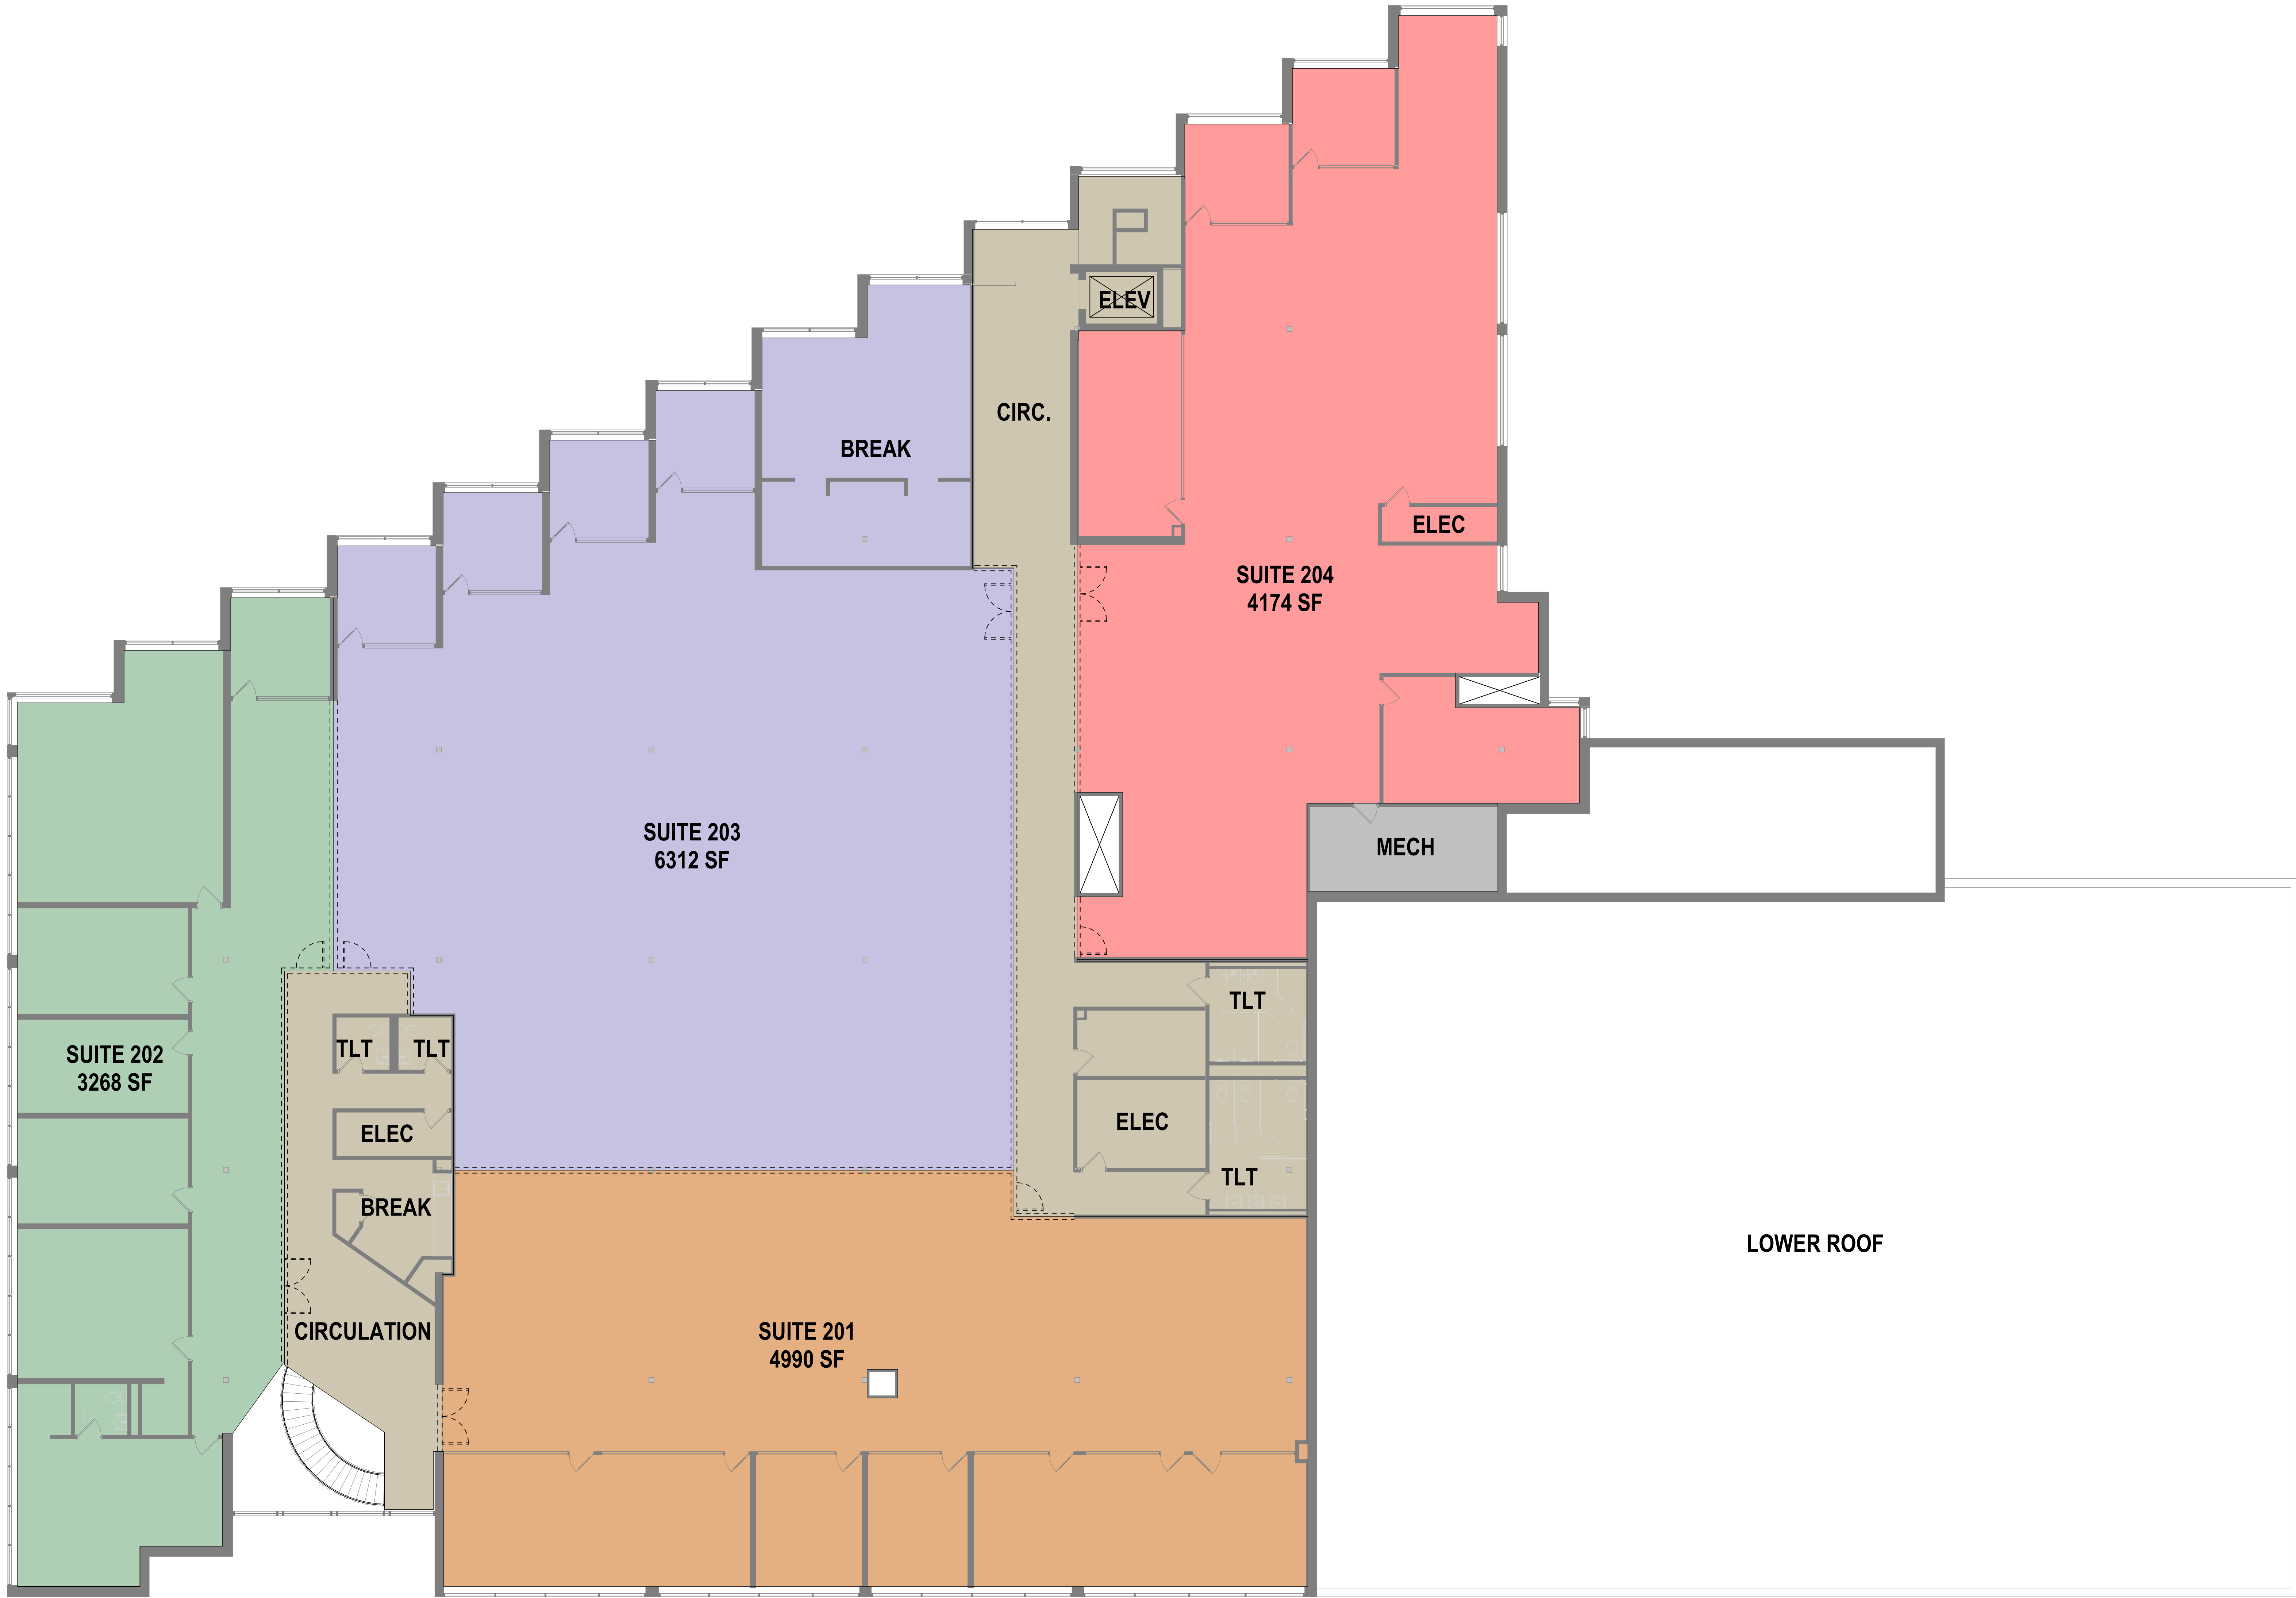 ELEV
CIRC.
BREAK
ELEC
SUITE 204
4174 SF
SUITE 203
6312 SF
MECH
TLT
TLT
TLT
SUITE 202
3268 SF
ELEC
ELEC
TLT
BREAK
LOWER ROOF
CIRCULATION
SUITE 201
4990 SF